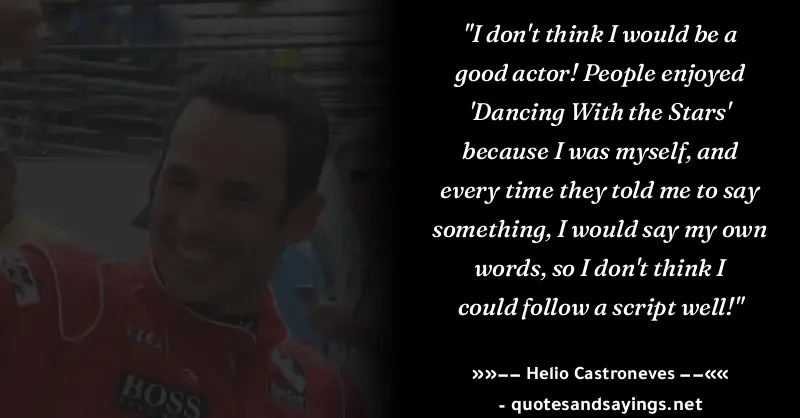 "I don't think I would be a
good actor! People enjoyed
'Dancing With the Stars'
because I was myself, and
every time they told me to say
something, I would say my own
words, so I don't think I
could follow a script well!"
»»–– Helio Castroneves ––««
- quotesandsayings.net
BOSS